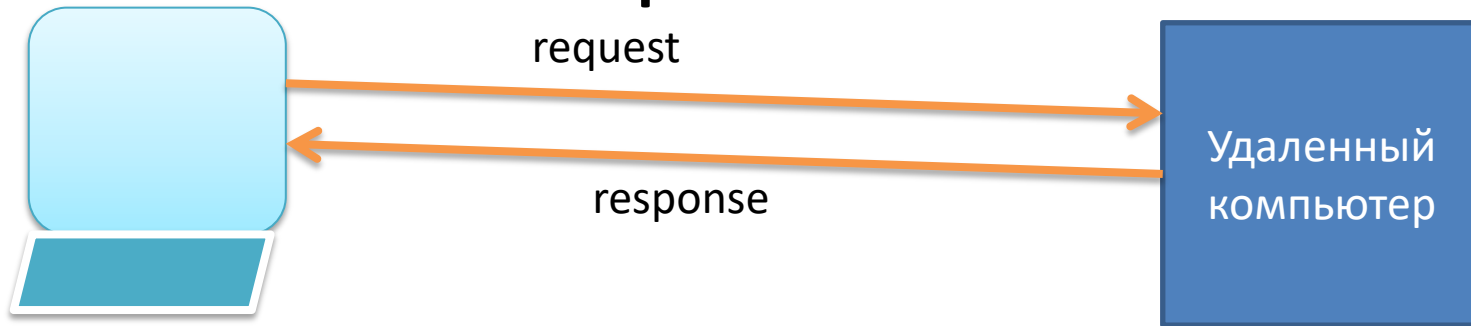 request
response
Удаленный
компьютер